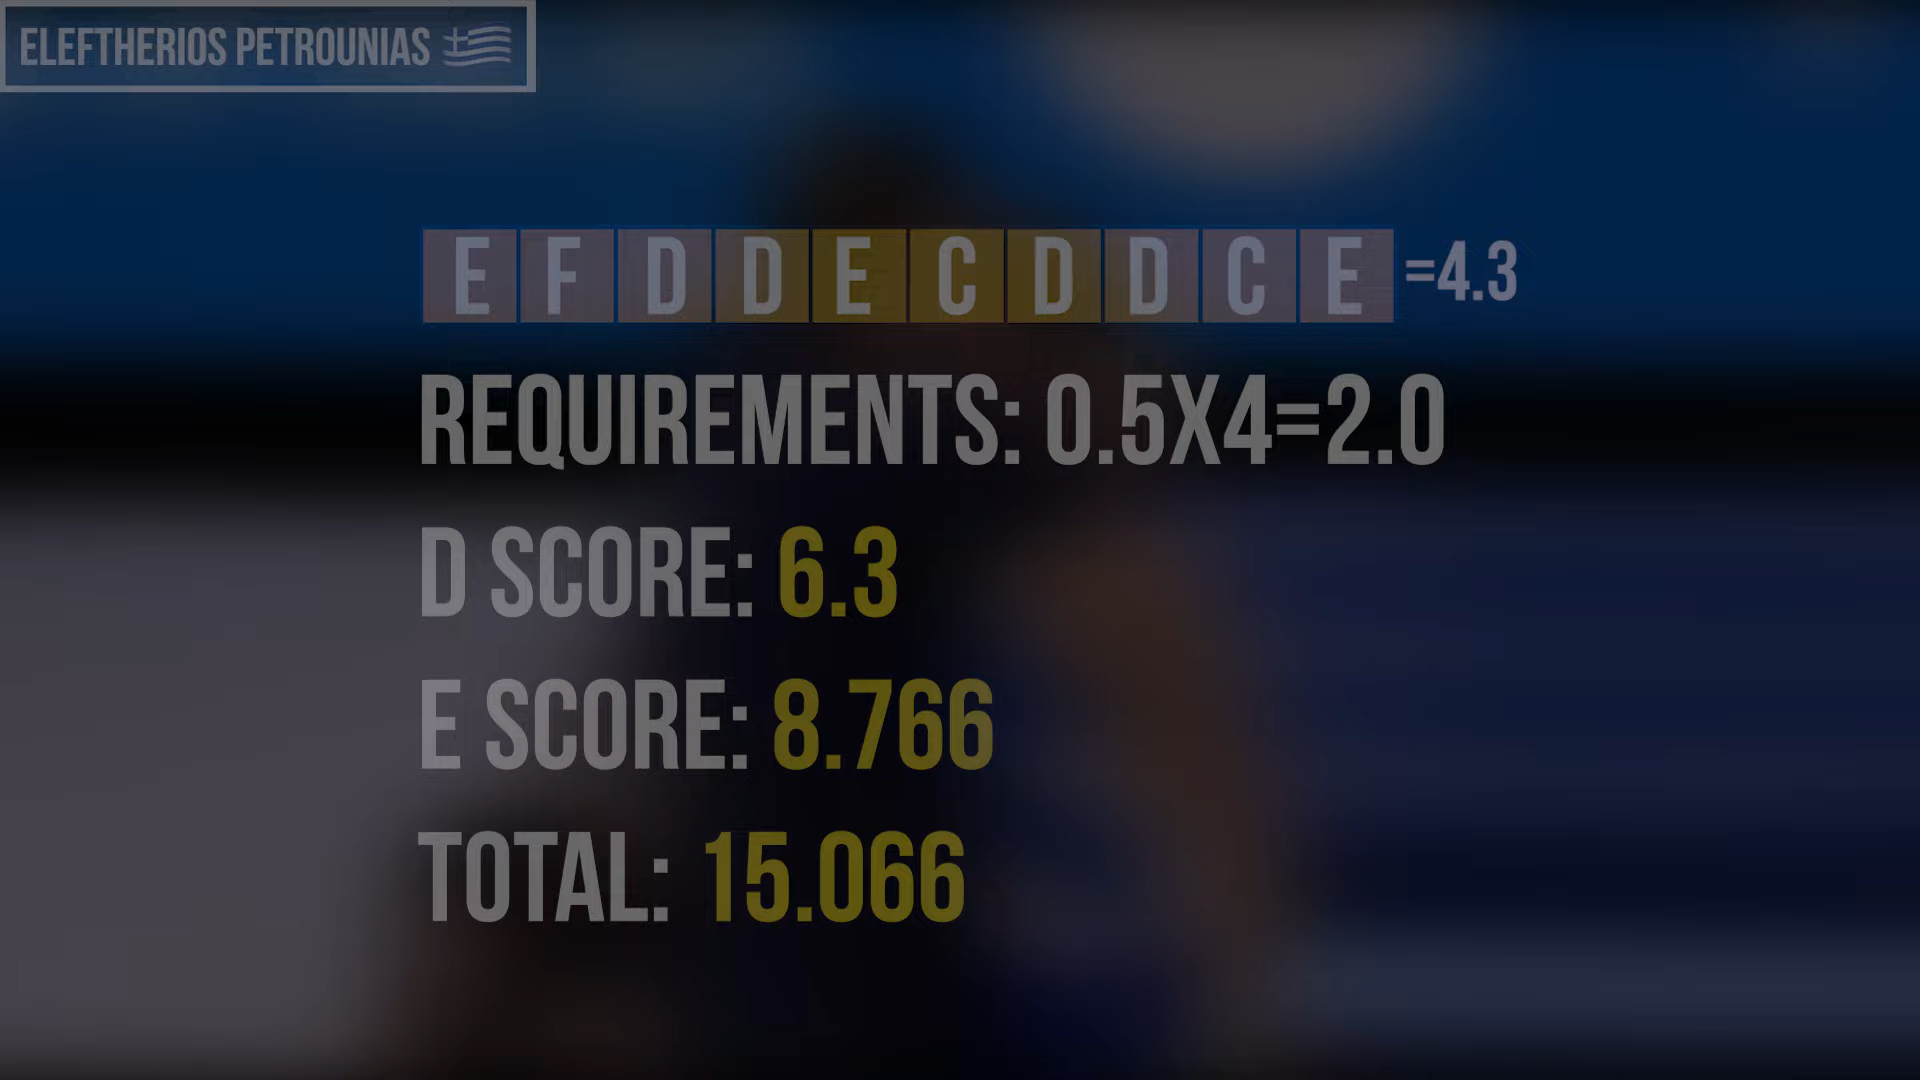 ELEFTHERIOS PETROUNIAS
E F D D E C D D C E =4.3
REQUIREMENTS: 0.5X4=2.0
D SCORE: 6.3
E SCORE: 8.766
TOTAL: 15.066